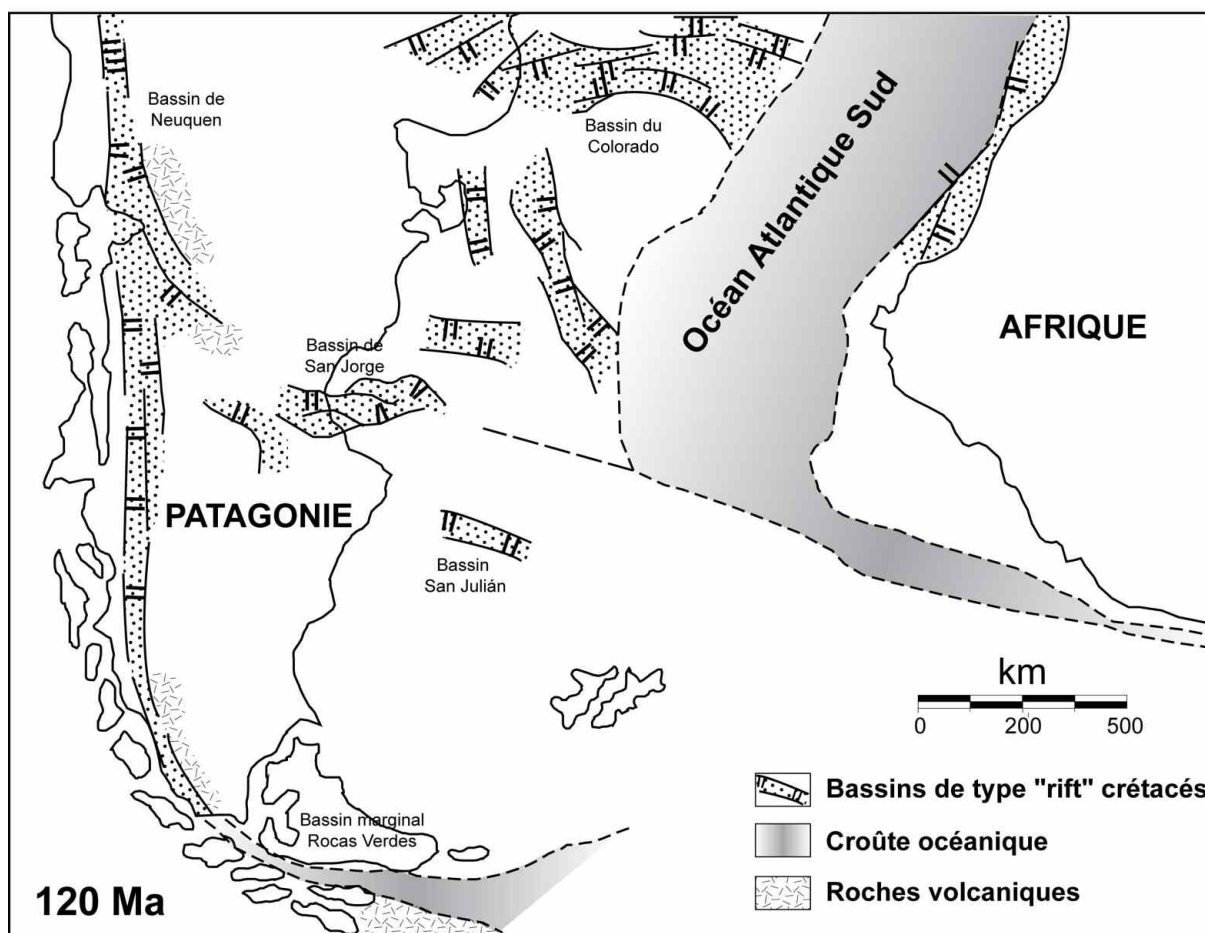 Bassin de
Neuquen
Bassin du
Colorado
Océan Atlantique Sud
AFRIQUE
Bassin de
San Jorge
PATAGONIE
Bassin
San Julián
km
0 200 500
Bassins de type "rift" crétacés
Croûte océanique
Roches volcaniques
Bassin marginal
Rocas Verdes
120 Ma